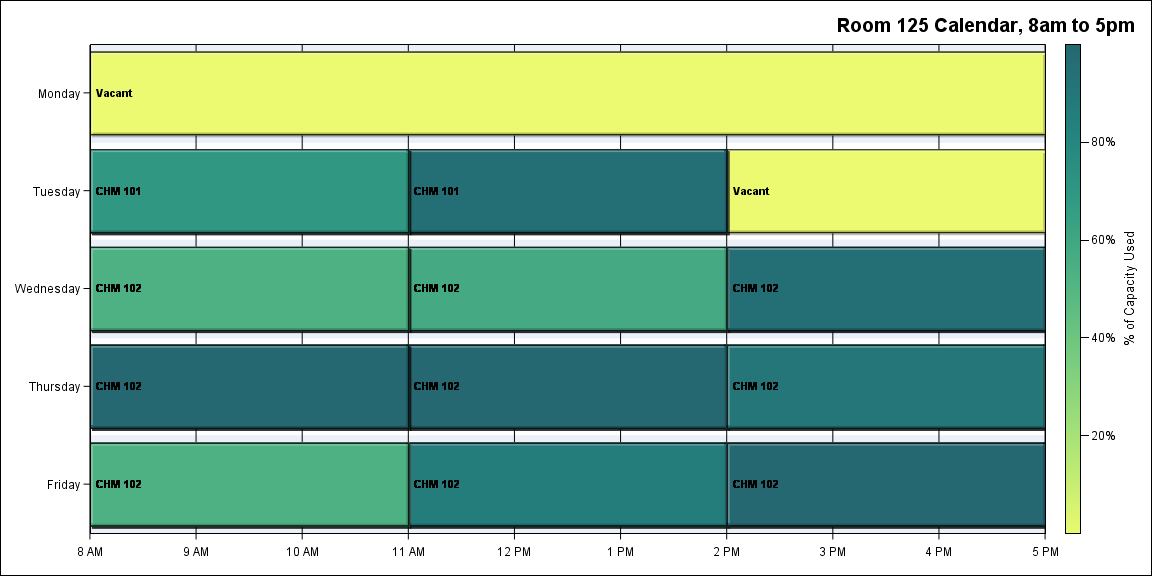 Room 125 Calendar, 8am to 5pm
Monday
Vacant
Tuesday
CHM 101
CHM 101
Vacant
Wednesday
CHM 102
CHM 102
CHM 102
Thursday
CHM 102
CHM 102
CHM 102
Friday
CHM 102
CHM 102
CHM 102
8 AM
9 AM
10 AM
11 AM
12 PM
1 PM
2 PM
3 PM
4 PM
5 PM
80%
60%
40%
20%
% of Capacity Used